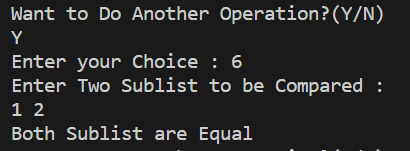 Want to Do Another Operation?(Y/N)
Y
Enter your Choice : 6
Enter Two Sublist to be Compared :
1 2
Both Sublist are Equal